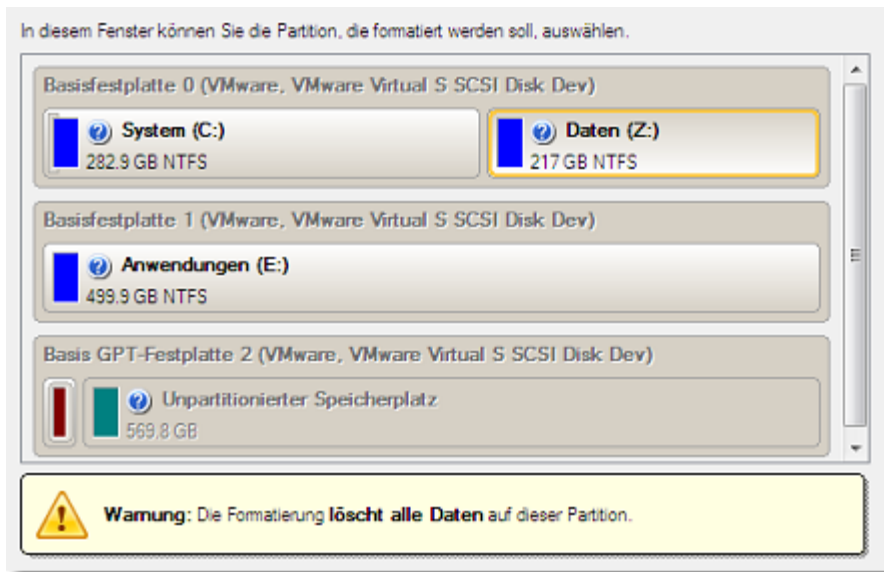 In diesem Fenster können Sie die Partition, die formatiert werden soll, auswählen.
Basisfestplatte 0 (VMware, VMware Virtual S SCSI Disk Dev)
System (C:)
282.9 GB NTFS
Daten (Z:)
217 GB NTFS
Basisfestplatte 1 (VMware, VMware Virtual S SCSI Disk Dev)
Anwendungen (E:)
499.9 GB NTFS
Basis GPT-Festplatte 2 (VMware, VMware Virtual S SCSI Disk Dev)
Unpartitionierter Speicherplatz
569.8 GB
Warnung: Die Formatierung löscht alle Daten auf dieser Partition.